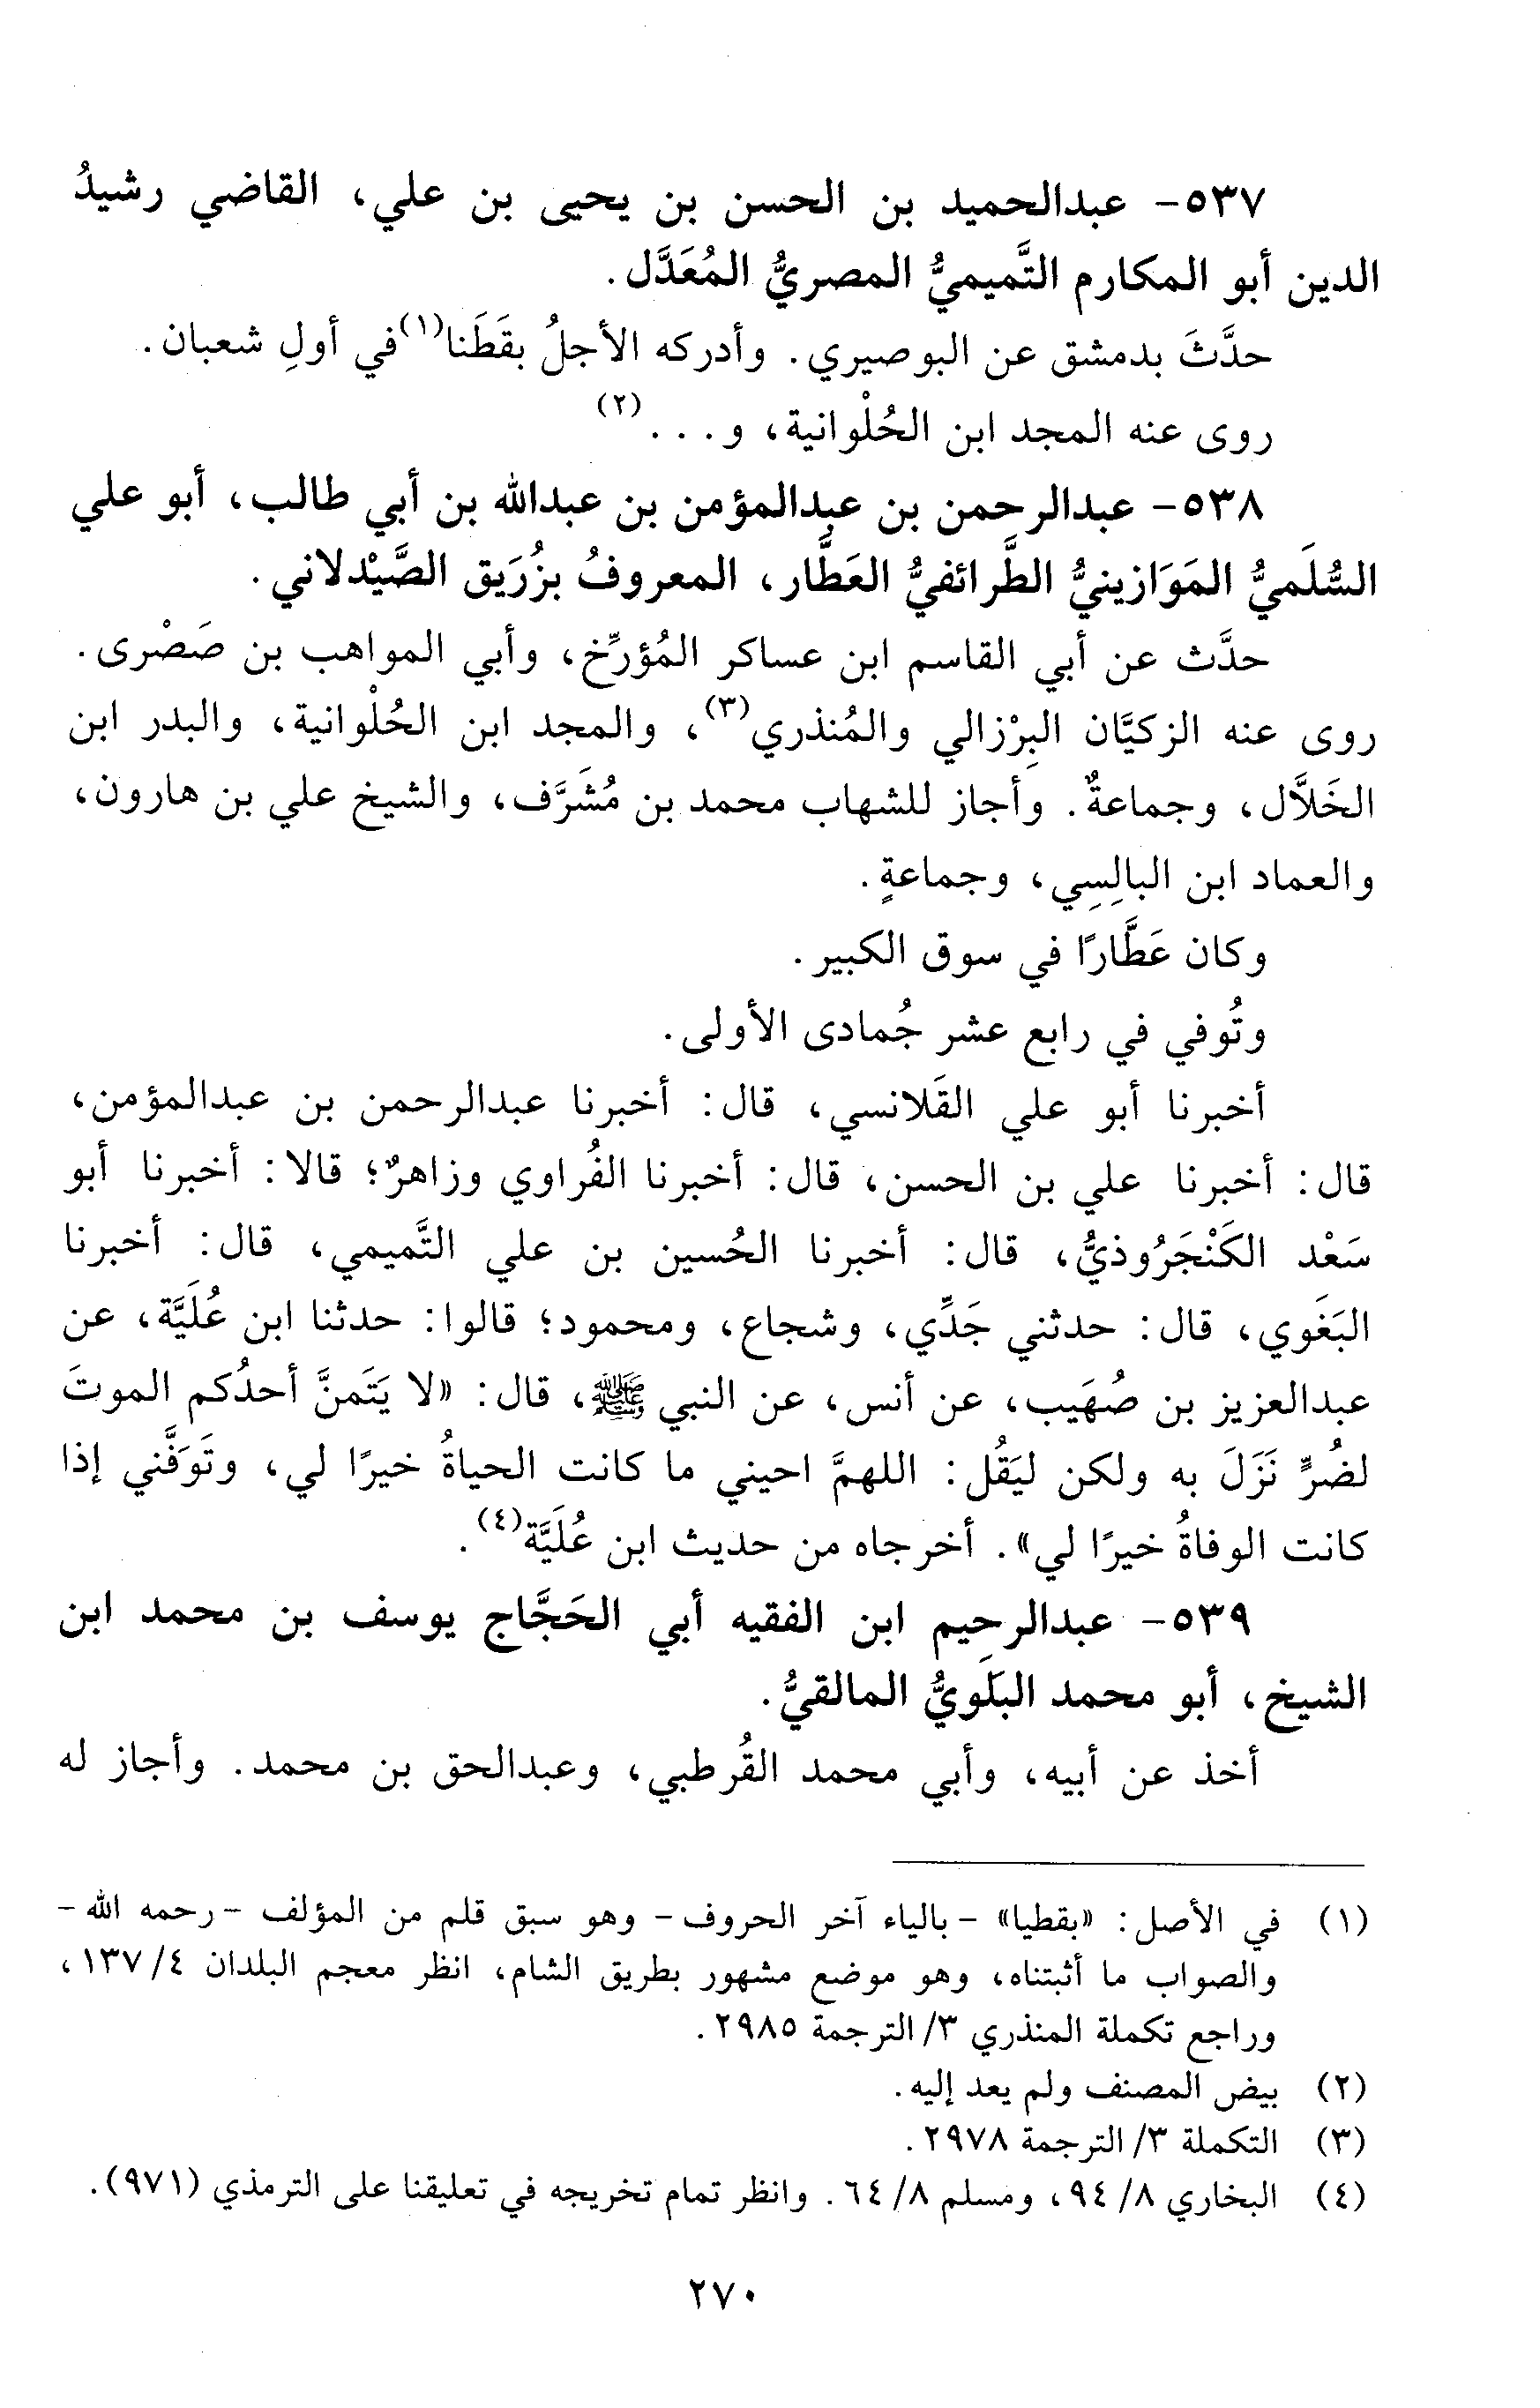 ٥٣٧- عبدالحميد بن الحسن بن يحيى بن علي، القاضي رشيدُ
الدين أبو المكارم التَّميميُّ المصريُّ المُعَدَّل.
حدَّثَ بدمشق عن البوصيري. وأدركه الأجلُ بقَطَنا(١) في أولِ شعبان.
روى عنه المجد ابن الحُلْوانية، و...(٢)
٥٣٨- عبدالرحمن بن عبدالمؤمن بن عبدالله بن أبي طالب، أبو علي
السُّلَميُّ المَوَازينيُّ الطَّرائفيُّ العَطَّار، المعروفُ بزُرَيق الصَّيْدلاني.
حدَّث عن أبي القاسم ابن عساكر المُؤرِّخ، وأبي المواهب بن صَصْرى.
روى عنه الزكيَّان البِرْزالي والمُنذري(٣)، والمجد ابن الحُلْوانية، والبدر ابن
الخَلاَّل، وجماعةٌ. وأجاز للشهاب محمد بن مُشَرَّف، والشيخ علي بن هارون،
والعماد ابن البالِسِي، وجماعةٍ.
وكان عَطَّارًا في سوق الكبير.
وتُوفي في رابع عشر جُمادى الأولى.
أخبرنا أبو علي القَلانسي، قال: أخبرنا عبدالرحمن بن عبدالمؤمن،
قال: أخبرنا علي بن الحسن، قال: أخبرنا الفُراوي وزاهرٌ؛ قالا: أخبرنا أبو
سَعْد الكَنْجَرُوذيُّ، قال: أخبرنا الحُسين بن علي التَّميمي، قال: أخبرنا
البَغَوي، قال: حدثني جَدِّي، وشجاع، ومحمود؛ قالوا: حدثنا ابن عُلَيَّة، عن
عبدالعزيز بن صُهَيب، عن أنس، عن النبي ﷺ، قال: «لا يَتَمنَّ أحدُكم الموتَ
لضُرٍّ نَزَلَ به ولكن ليَقُل: اللهمَّ احيني ما كانت الحياةُ خيرًا لي، وتَوَفَّني إذا
كانت الوفاةُ خيرًا لي». أخرجاه من حديث ابن عُلَيَّة(٤).
٥٣٩- عبدالرحيم ابن الفقيه أبي الحَجَّاج يوسف بن محمد ابن
الشيخ، أبو محمد البلَويُّ المالقيُّ.
أخذ عن أبيه، وأبي محمد القُرطبي، وعبدالحق بن محمد. وأجاز له
(١) في الأصل: «بقطيا» -بالياء آخر الحروف- وهو سبق قلم من المؤلف -رحمه الله-
والصواب ما أثبتناه، وهو موضع مشهور بطريق الشام، انظر معجم البلدان ٤/ ١٣٧،
وراجع تكملة المنذري ٣/ الترجمة ٢٩٨٥.
(٢) بيض المصنف ولم يعد إليه.
(٣) التكملة ٣/ الترجمة ٢٩٧٨.
(٤) البخاري ٨/ ٩٤، ومسلم ٨/ ٦٤. وانظر تمام تخريجه في تعليقنا على الترمذي (٩٧١).
٢٧٠